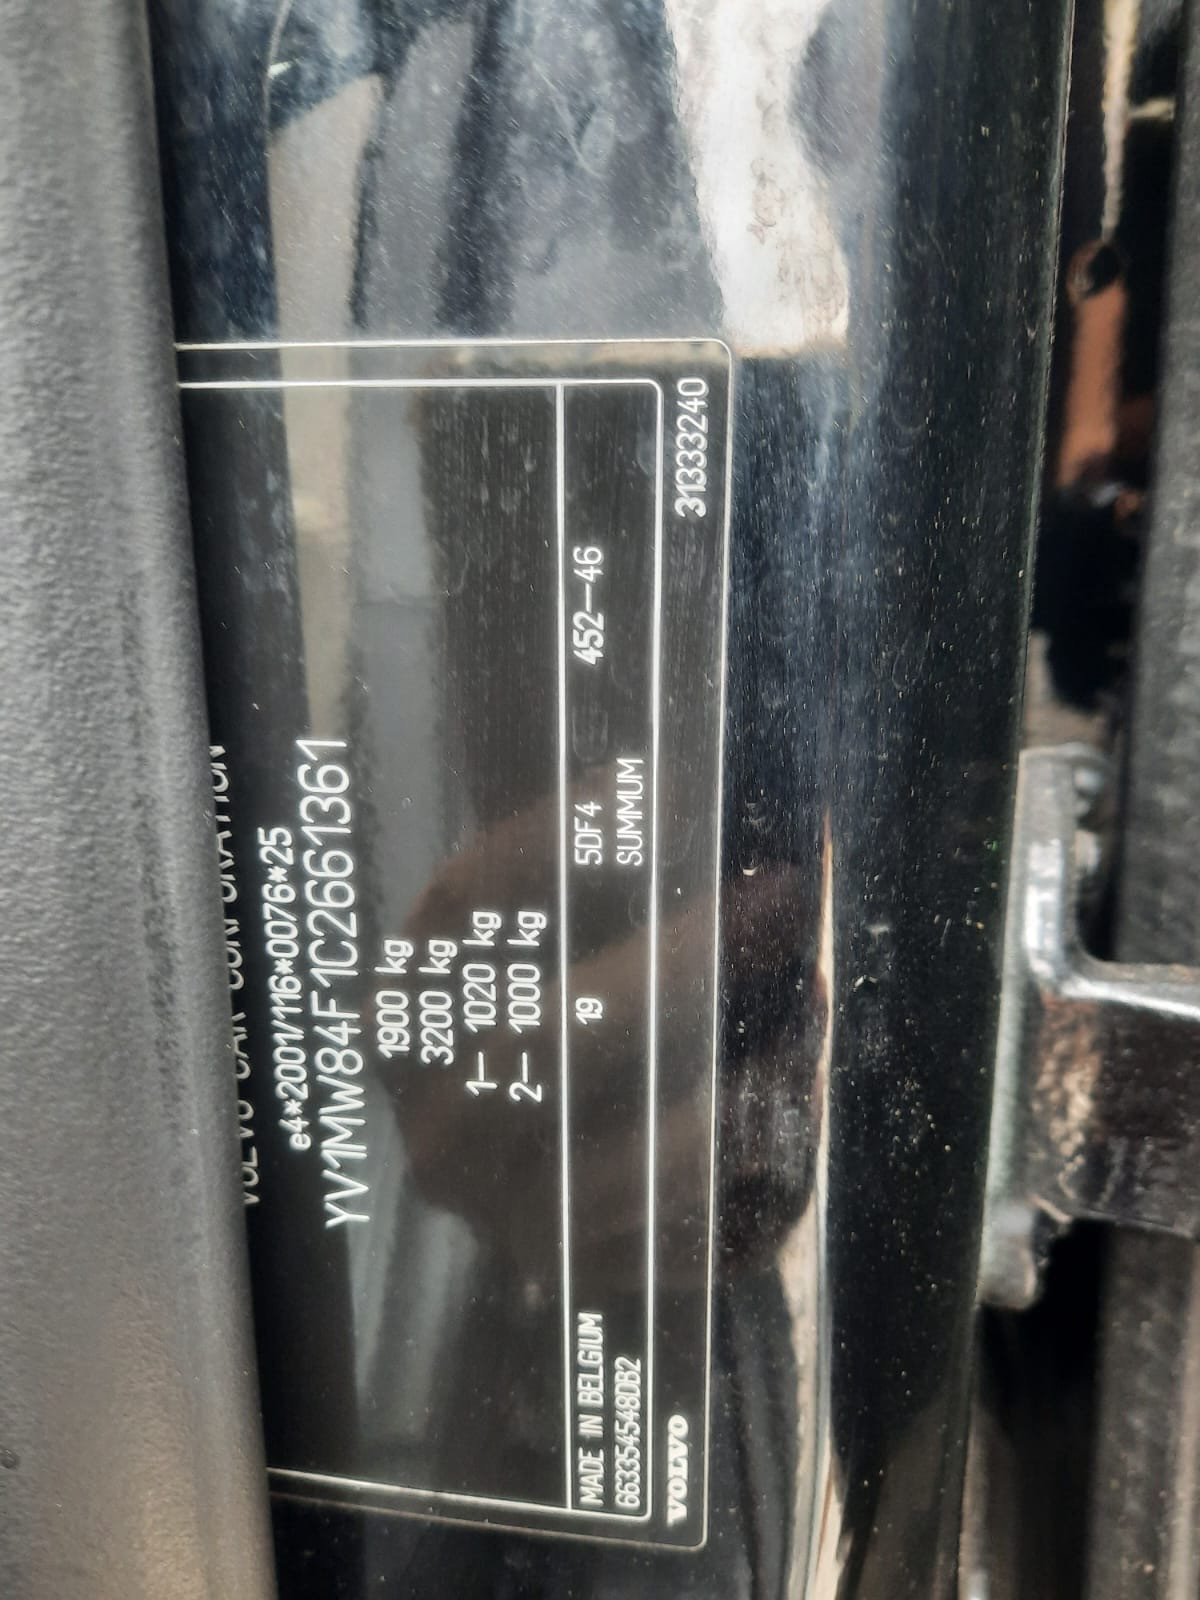 VOLVO CAR CORPORATION
e4*2001/116*0076*25
YV1MW84F1C2661361
1900 kg
3200 kg
1- 1020 kg
2- 1000 kg
MADE IN BELGIUM 19 5DF4 452-46
663354548DB2 SUMMUM
VOLVO 31333240